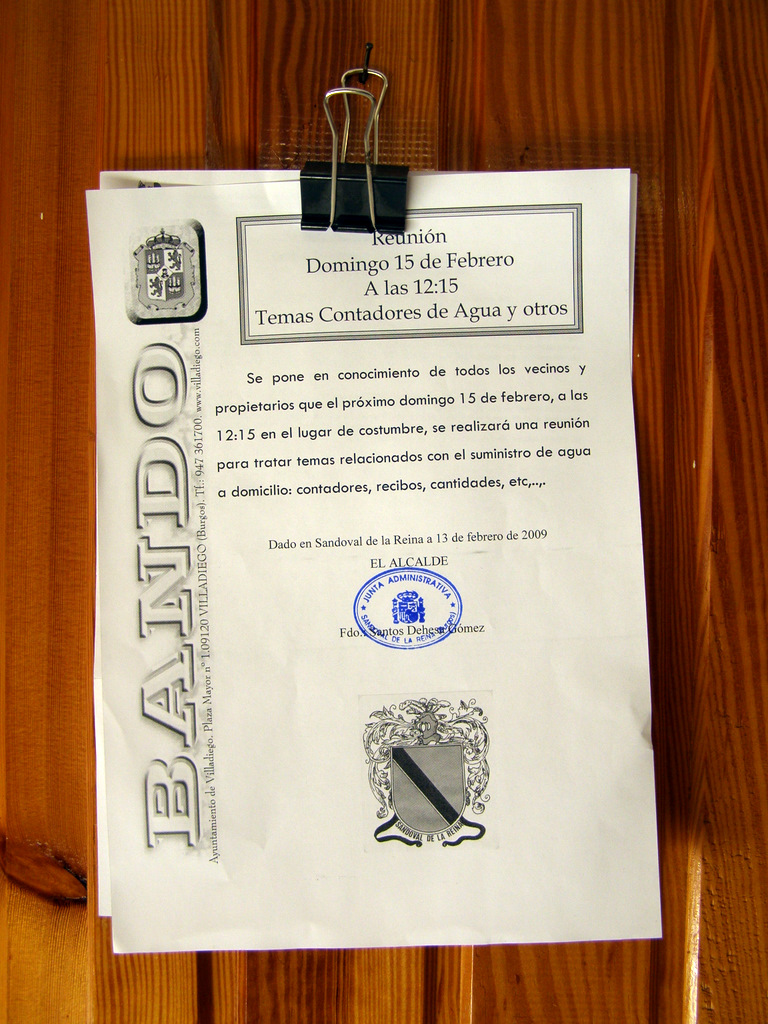 Reunión
Domingo 15 de Febrero
A las 12:15
Temas Contadores de Agua y otros
BANDO
Ayuntamiento de Villadiego. Plaza Mayor nº 1.09120 VILLADIEGO (Burgos). Tf.: 947 361700. www.villadiego.com
Se pone en conocimiento de todos los vecinos y
propietarios que el próximo domingo 15 de febrero, a las
12:15 en el lugar de costumbre, se realizará una reunión
para tratar temas relacionados con el suministro de agua
a domicilio: contadores, recibos, cantidades, etc,..,.
Dado en Sandoval de la Reina a 13 de febrero de 2009
EL ALCALDE
JUNTA ADMINISTRATIVA
SANDOVAL DE LA REINA (Burgos)
Fdo.: Santos Dehesa Gómez
SANDOVAL DE LA REINA